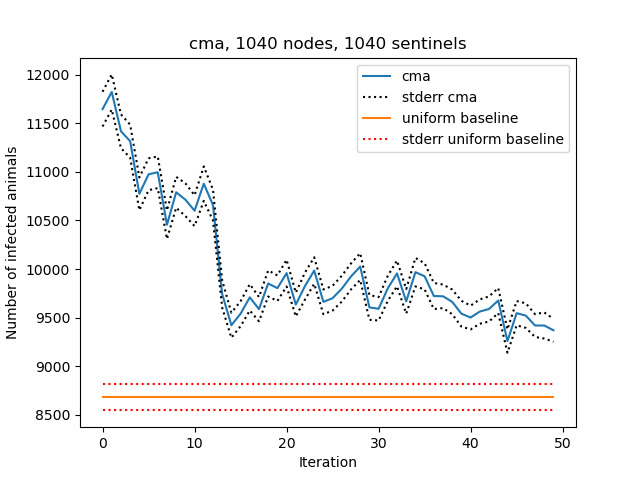 cma, 1040 nodes, 1040 sentinels
cma
stderr cma
uniform baseline
stderr uniform baseline
Number of infected animals
12000
11500
11000
10500
10000
9500
9000
8500
0 10 20 30 40 50
Iteration